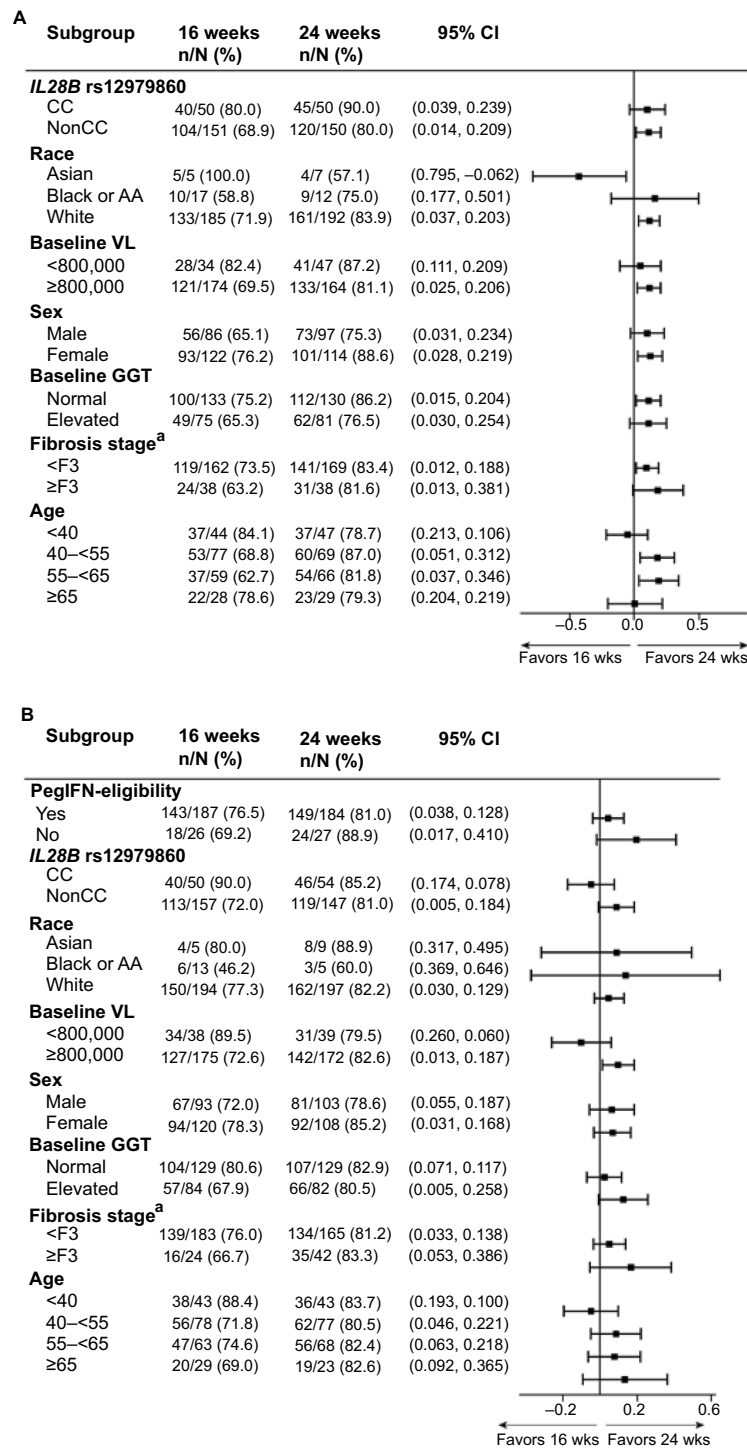 A
Subgroup 16 weeks 24 weeks 95% CI
n/N (%) n/N (%)
IL28B rs12979860
CC 40/50 (80.0) 45/50 (90.0) (0.039, 0.239)
NonCC 104/151 (68.9) 120/150 (80.0) (0.014, 0.209)
Race
Asian 5/5 (100.0) 4/7 (57.1) (0.795, –0.062)
Black or AA 10/17 (58.8) 9/12 (75.0) (0.177, 0.501)
White 133/185 (71.9) 161/192 (83.9) (0.037, 0.203)
Baseline VL
<800,000 28/34 (82.4) 41/47 (87.2) (0.111, 0.209)
≥800,000 121/174 (69.5) 133/164 (81.1) (0.025, 0.206)
Sex
Male 56/86 (65.1) 73/97 (75.3) (0.031, 0.234)
Female 93/122 (76.2) 101/114 (88.6) (0.028, 0.219)
Baseline GGT
Normal 100/133 (75.2) 112/130 (86.2) (0.015, 0.204)
Elevated 49/75 (65.3) 62/81 (76.5) (0.030, 0.254)
Fibrosis stage a
<F3 119/162 (73.5) 141/169 (83.4) (0.012, 0.188)
≥F3 24/38 (63.2) 31/38 (81.6) (0.013, 0.381)
Age
<40 37/44 (84.1) 37/47 (78.7) (0.213, 0.106)
40–<55 53/77 (68.8) 60/69 (87.0) (0.051, 0.312)
55–<65 37/59 (62.7) 54/66 (81.8) (0.037, 0.346)
≥65 22/28 (78.6) 23/29 (79.3) (0.204, 0.219)
–0.5 0.0 0.5
Favors 16 wks Favors 24 wks
B
Subgroup 16 weeks 24 weeks 95% CI
n/N (%) n/N (%)
PegIFN-eligibility
Yes 143/187 (76.5) 149/184 (81.0) (0.038, 0.128)
No 18/26 (69.2) 24/27 (88.9) (0.017, 0.410)
IL28B rs12979860
CC 40/50 (90.0) 46/54 (85.2) (0.174, 0.078)
NonCC 113/157 (72.0) 119/147 (81.0) (0.005, 0.184)
Race
Asian 4/5 (80.0) 8/9 (88.9) (0.317, 0.495)
Black or AA 6/13 (46.2) 3/5 (60.0) (0.369, 0.646)
White 150/194 (77.3) 162/197 (82.2) (0.030, 0.129)
Baseline VL
<800,000 34/38 (89.5) 31/39 (79.5) (0.260, 0.060)
≥800,000 127/175 (72.6) 142/172 (82.6) (0.013, 0.187)
Sex
Male 67/93 (72.0) 81/103 (78.6) (0.055, 0.187)
Female 94/120 (78.3) 92/108 (85.2) (0.031, 0.168)
Baseline GGT
Normal 104/129 (80.6) 107/129 (82.9) (0.071, 0.117)
Elevated 57/84 (67.9) 66/82 (80.5) (0.005, 0.258)
Fibrosis stage a
<F3 139/183 (76.0) 134/165 (81.2) (0.033, 0.138)
≥F3 16/24 (66.7) 35/42 (83.3) (0.053, 0.386)
Age
<40 38/43 (88.4) 36/43 (83.7) (0.193, 0.100)
40–<55 56/78 (71.8) 62/77 (80.5) (0.046, 0.221)
55–<65 47/63 (74.6) 56/68 (82.4) (0.063, 0.218)
≥65 20/29 (69.0) 19/23 (82.6) (0.092, 0.365)
–0.2 0.2 0.6
Favors 16 wks Favors 24 wks